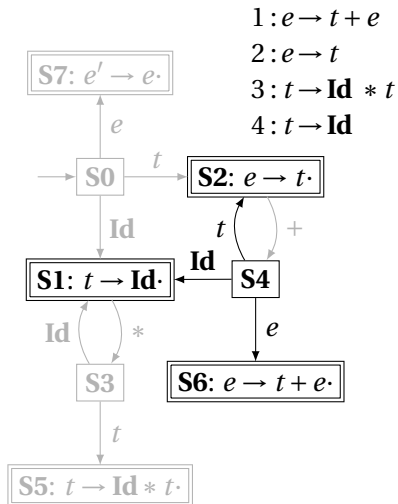 1: e → t + e
2: e → t
3: t → Id * t
4: t → Id
S7: e′ → e·
e
S0
t
S2: e → t·
Id
t
+
Id
S1: t → Id·
S4
Id
*
e
S3
S6: e → t + e·
t
S5: t → Id * t·